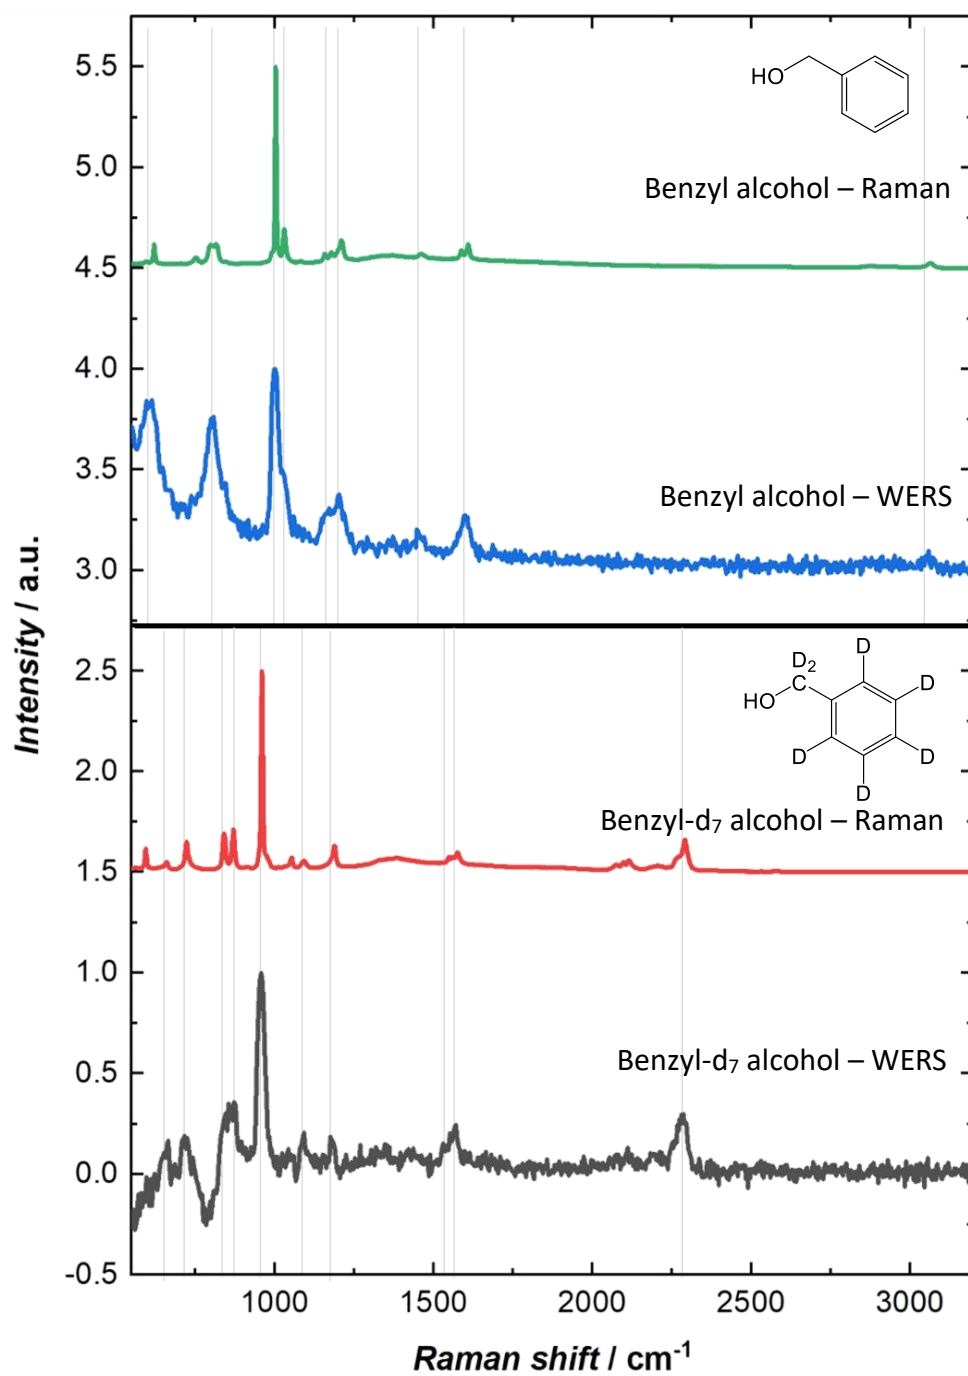 5.5
HO
Benzyl alcohol – Raman
5.0
4.5
4.0
Benzyl alcohol – WERS
3.5
3.0
Intensity / a.u.
2.5
D
D2
D
HO
D
D
D
2.0
Benzyl-d7 alcohol – Raman
1.5
1.0
Benzyl-d7 alcohol – WERS
0.5
0.0
-0.5
1000 1500 2000 2500 3000
Raman shift / cm-1